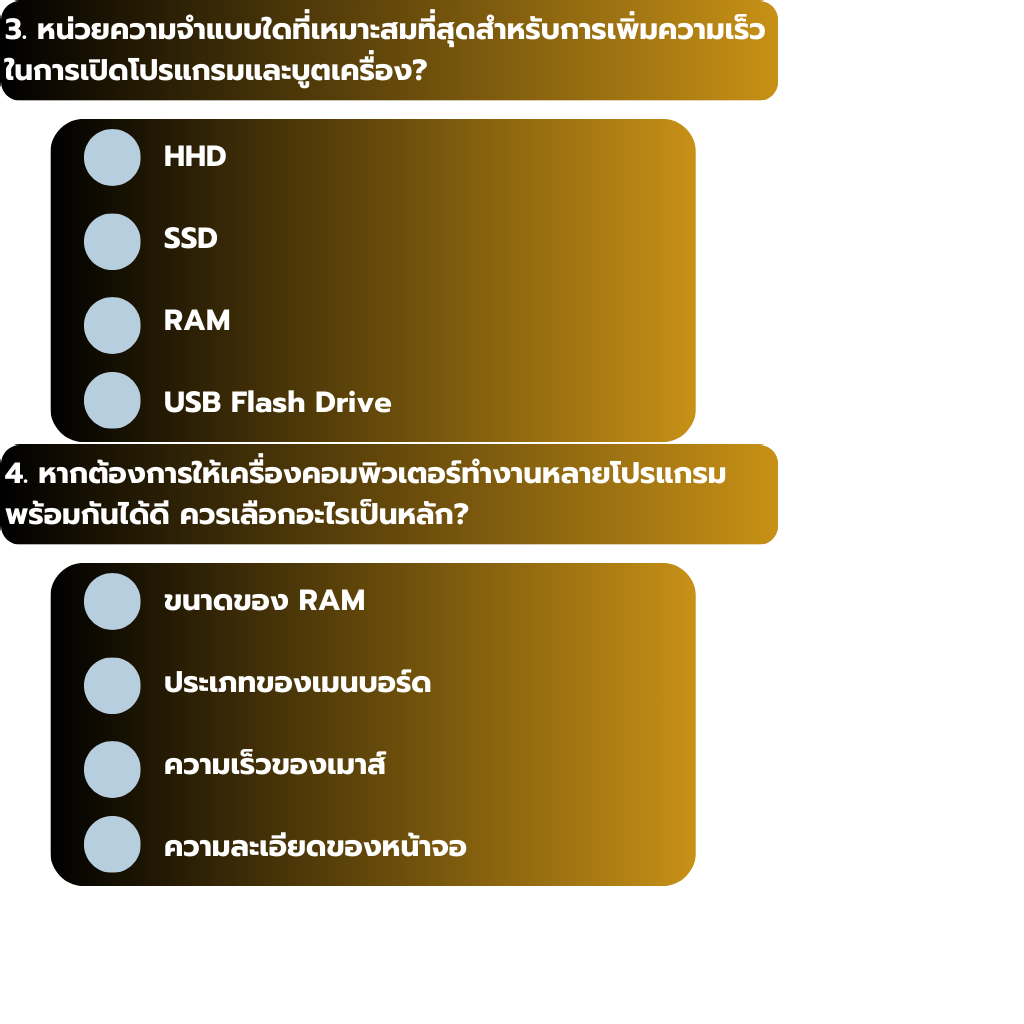 3. หน่วยความจำแบบใดที่เหมาะสมที่สุดสำหรับการเพิ่มความเร็ว
ในการเปิดโปรแกรมและบูตเครื่อง?
HHD
SSD
RAM
USB Flash Drive
4. หากต้องการให้เครื่องคอมพิวเตอร์ทำงานหลายโปรแกรม
พร้อมกันได้ดี ควรเลือกอะไรเป็นหลัก?
ขนาดของ RAM
ประเภทของเมนบอร์ด
ความเร็วของเมาส์
ความละเอียดของหน้าจอ